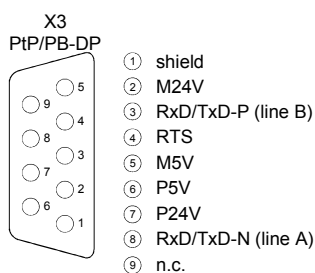 X3
PtP/PB-DP
5
9
4
8
3
7
2
6
1
① shield
② M24V
③ RxD/TxD-P (line B)
④ RTS
⑤ M5V
⑥ P5V
⑦ P24V
⑧ RxD/TxD-N (line A)
⑨ n.c.